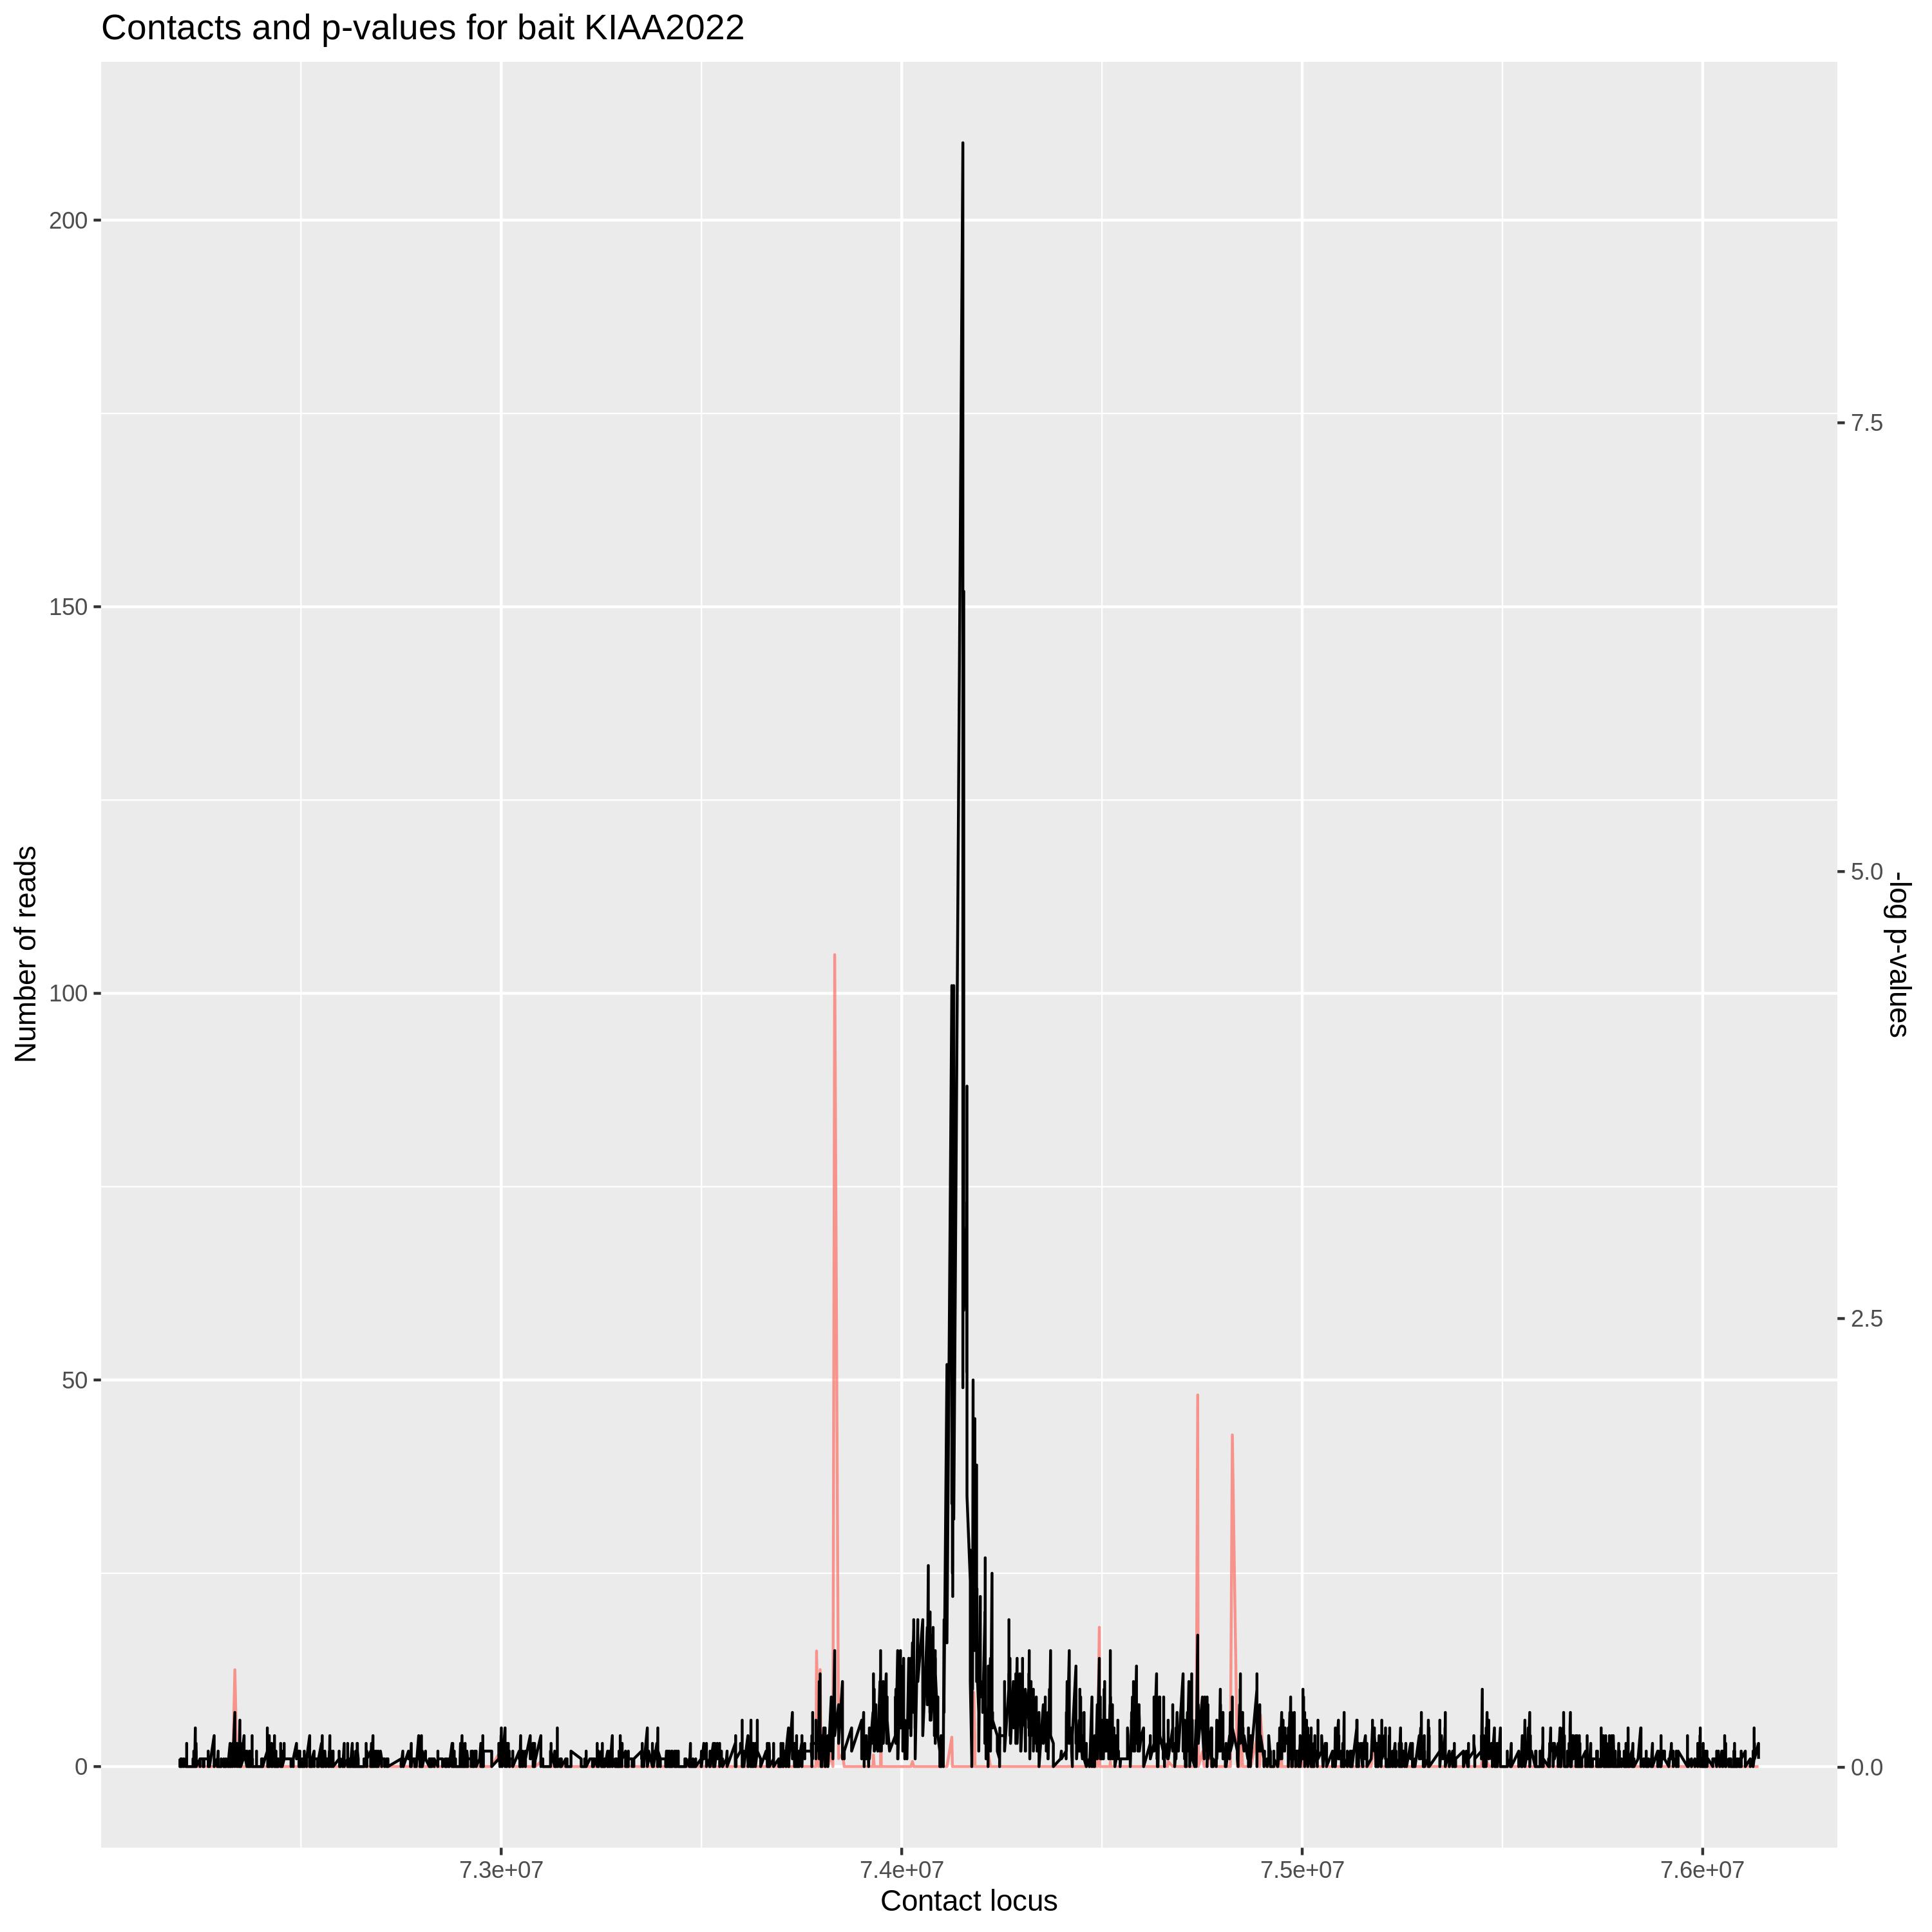 Contacts and p-values for bait KIAA2022
200
150
100
50
0
Number of reads
7.5
5.0
2.5
0.0
-log p-values
7.3e+07 7.4e+07 7.5e+07 7.6e+07
Contact locus